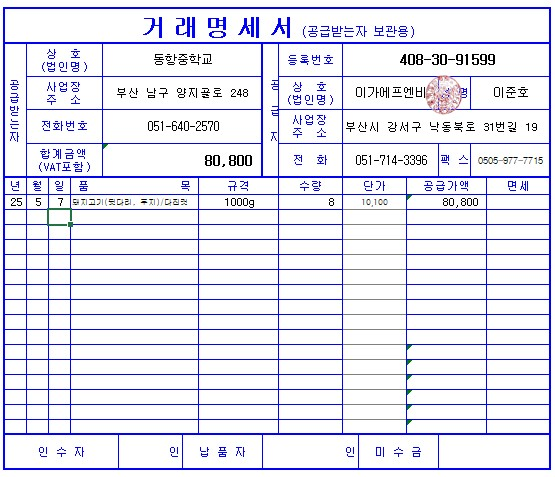 거 래 명 세 서 (공급받는자 보관용)
공급받는자
상 호
(법인명)
동항중학교
사업장
주 소
부산 남구 양지골로 248
전화번호
051-640-2570
합계금액
(VAT포함)
80,800
공급자
등록번호
408-30-91599
상 호
(법인명)
이가에프엔비
명
이준호
사업장
주 소
부산시 강서구 낙동북로 31번길 19
전 화
051-714-3396
팩 스
0505-977-7715
년 월 일 품 목 규격 수량 단가 공급가액 면세
25 5 7 돼지고기(뒷다리, 1000g 8 10,100 80,800
인 수 자 인 납 품 자 인 미 수 금